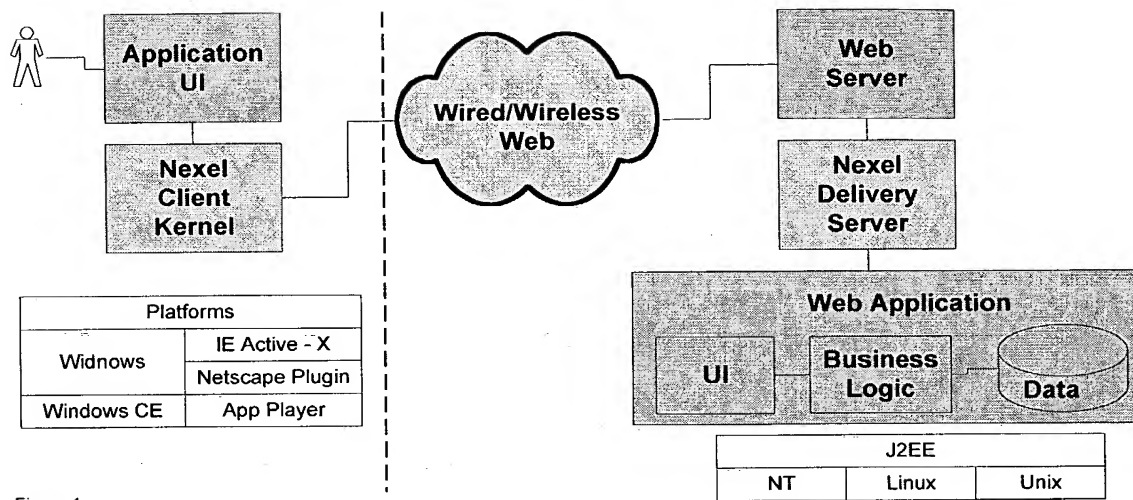 Application
UI
Nexel
Client
Kernel
Wired/Wireless
Web
Web
Server
Nexel
Delivery
Server
Web Application
UI
Business
Logic
Data
Platforms
Widnows
IE Active - X
Netscape Plugin
Windows CE
App Player
J2EE
NT
Linux
Unix